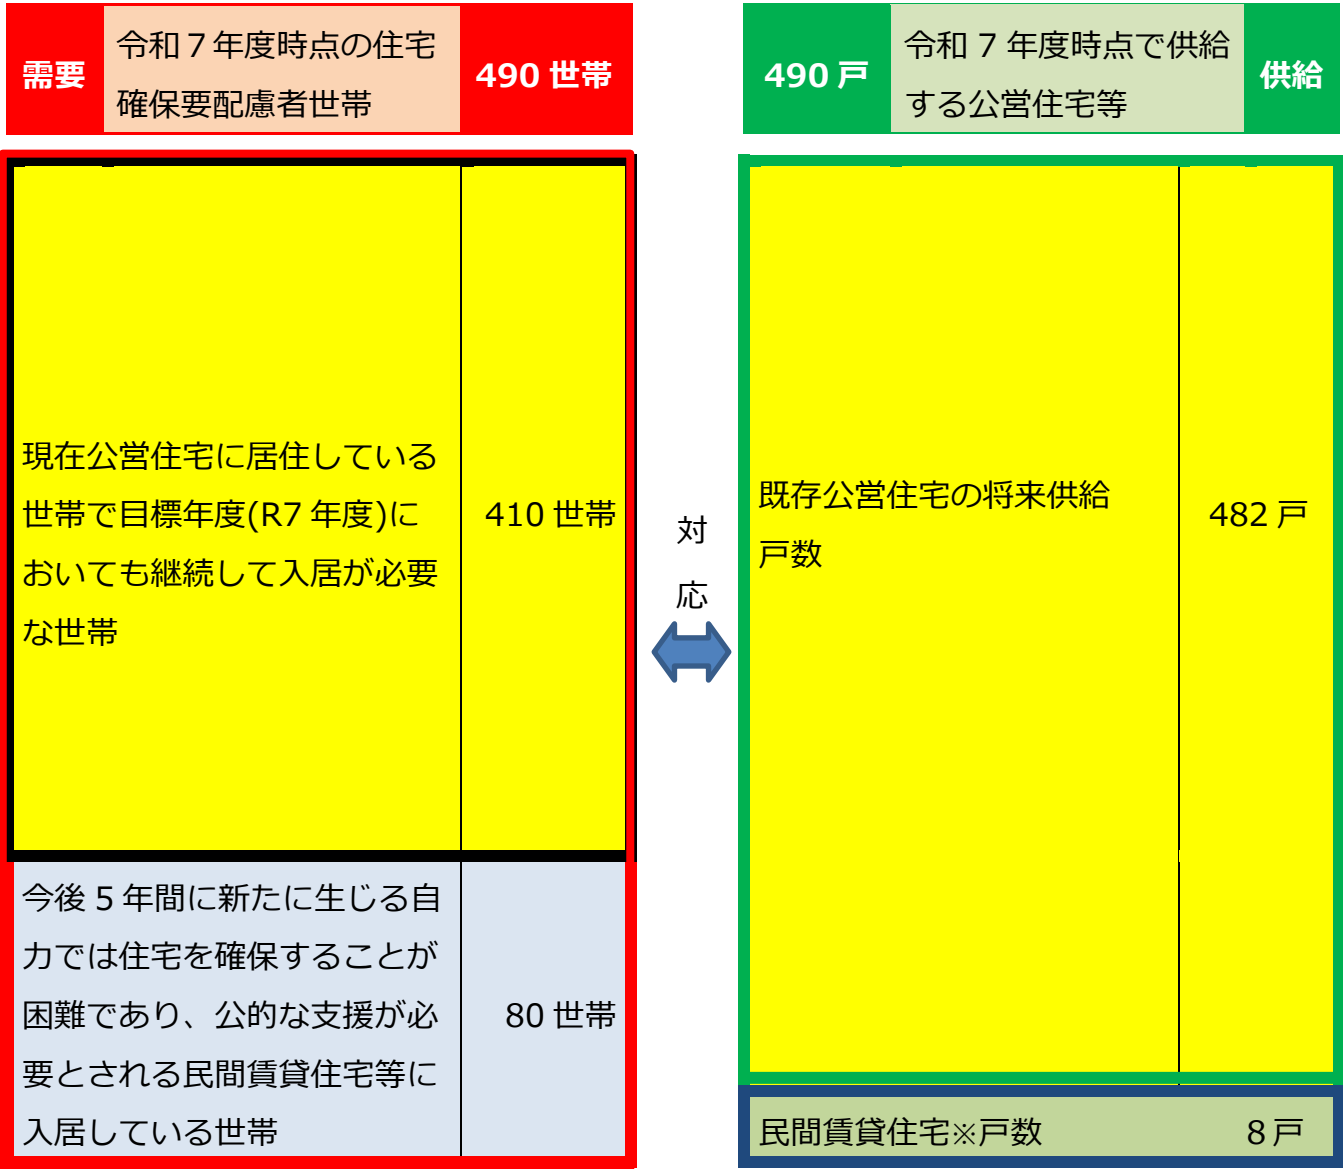 需要
令和７年度時点の住宅
確保要配慮者世帯
490 世帯
490 戸
令和 7 年度時点で供給
する公営住宅等
供給
現在公営住宅に居住している
世帯で目標年度(R7 年度)に
おいても継続して入居が必要
な世帯
410 世帯
今後 5 年間に新たに生じる自
力では住宅を確保することが
困難であり、公的な支援が必
要とされる民間賃貸住宅等に
入居している世帯
80 世帯
対
応
既存公営住宅の将来供給
戸数
482 戸
民間賃貸住宅※戸数
8 戸